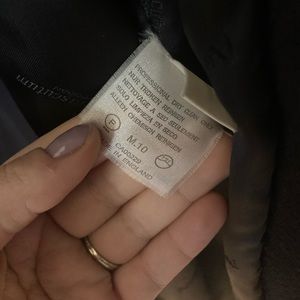 PROFESSIONAL DRY CLEAN ONLY
NUR TROCKEN REINIGEN
NETTOYAGE A SEC SEULEMENT
SOLO LIMPIEZA EN SECO
ALLEEN CHEMISCH REINIGEN
P
M.10
CA00329
IN ENGLAND